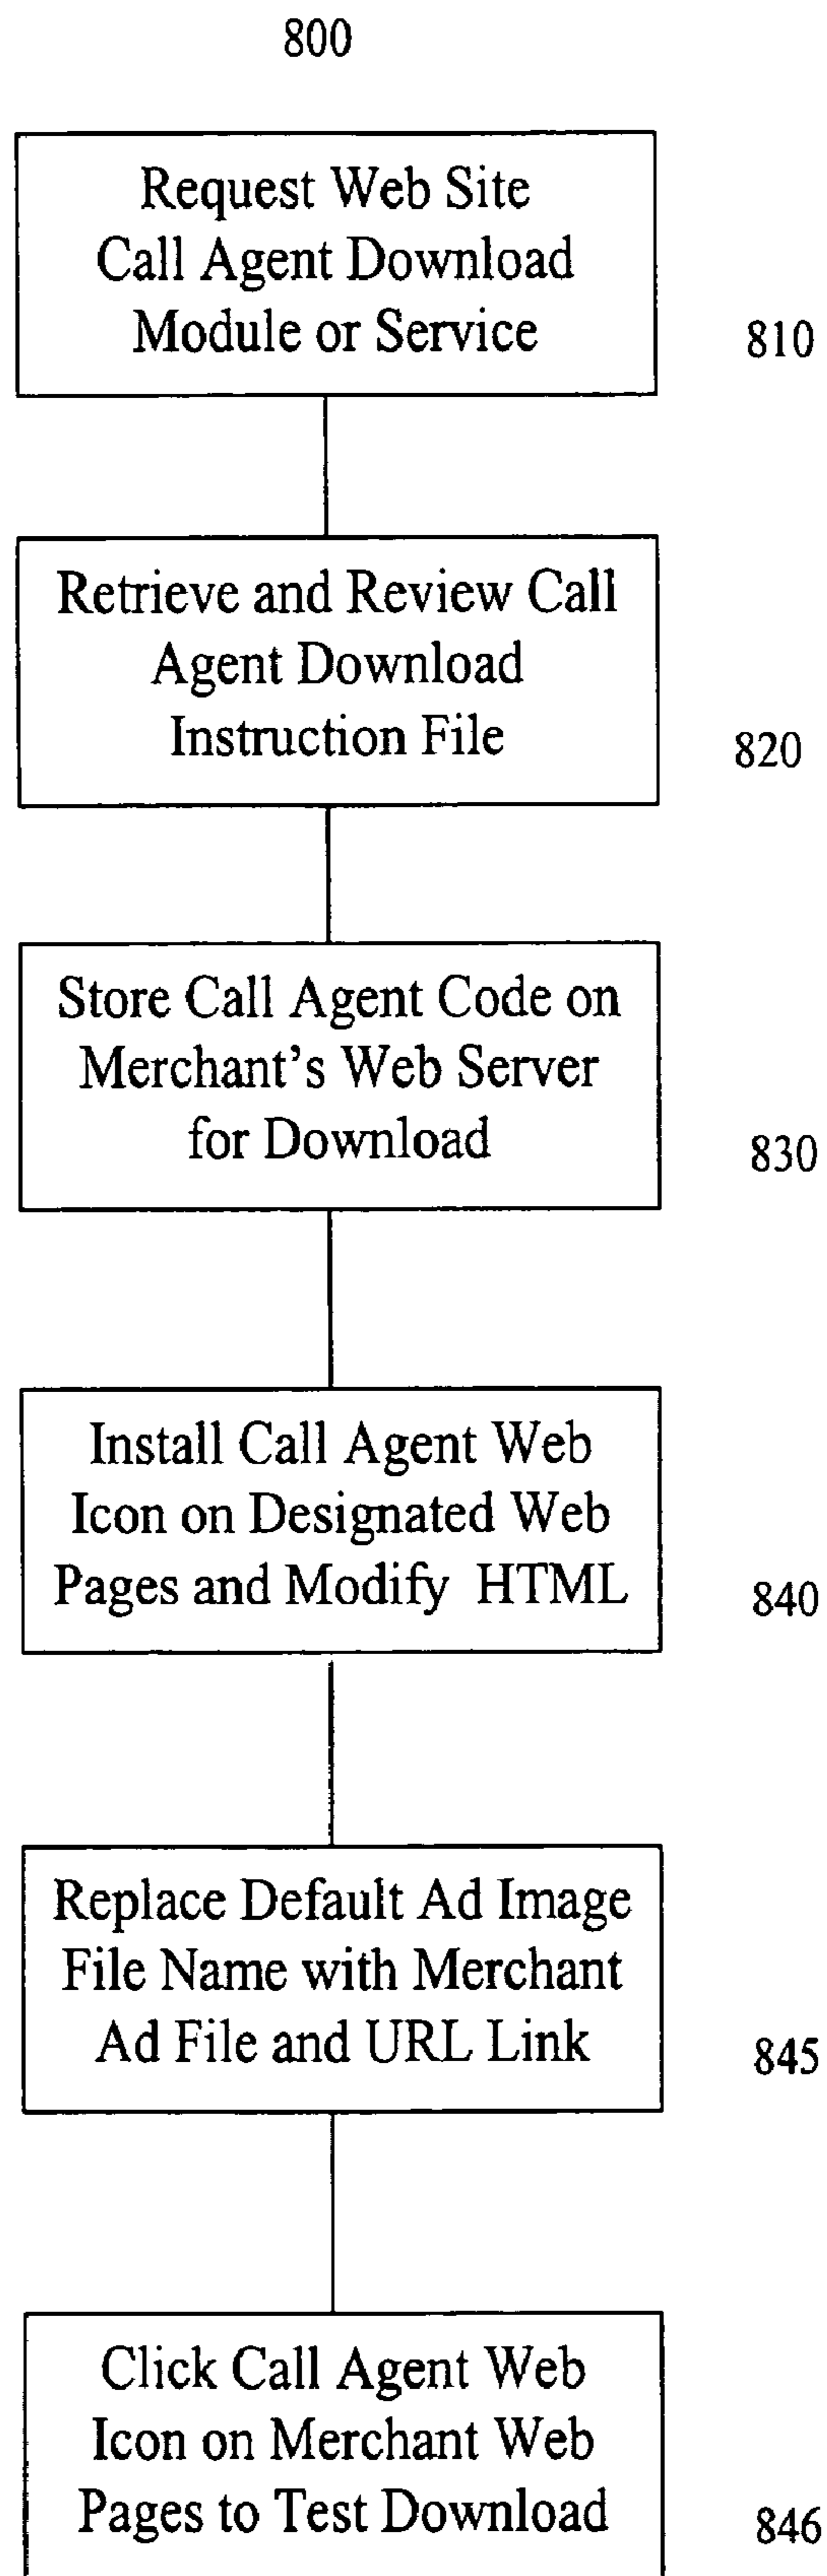 800
Request Web Site
Call Agent Download
Module or Service
810
Retrieve and Review Call
Agent Download
Instruction File
820
Store Call Agent Code on
Merchant's Web Server
for Download
830
Install Call Agent Web
Icon on Designated Web
Pages and Modify HTML
840
Replace Default Ad Image
File Name with Merchant
Ad File and URL Link
845
Click Call Agent Web
Icon on Merchant Web
Pages to Test Download
846